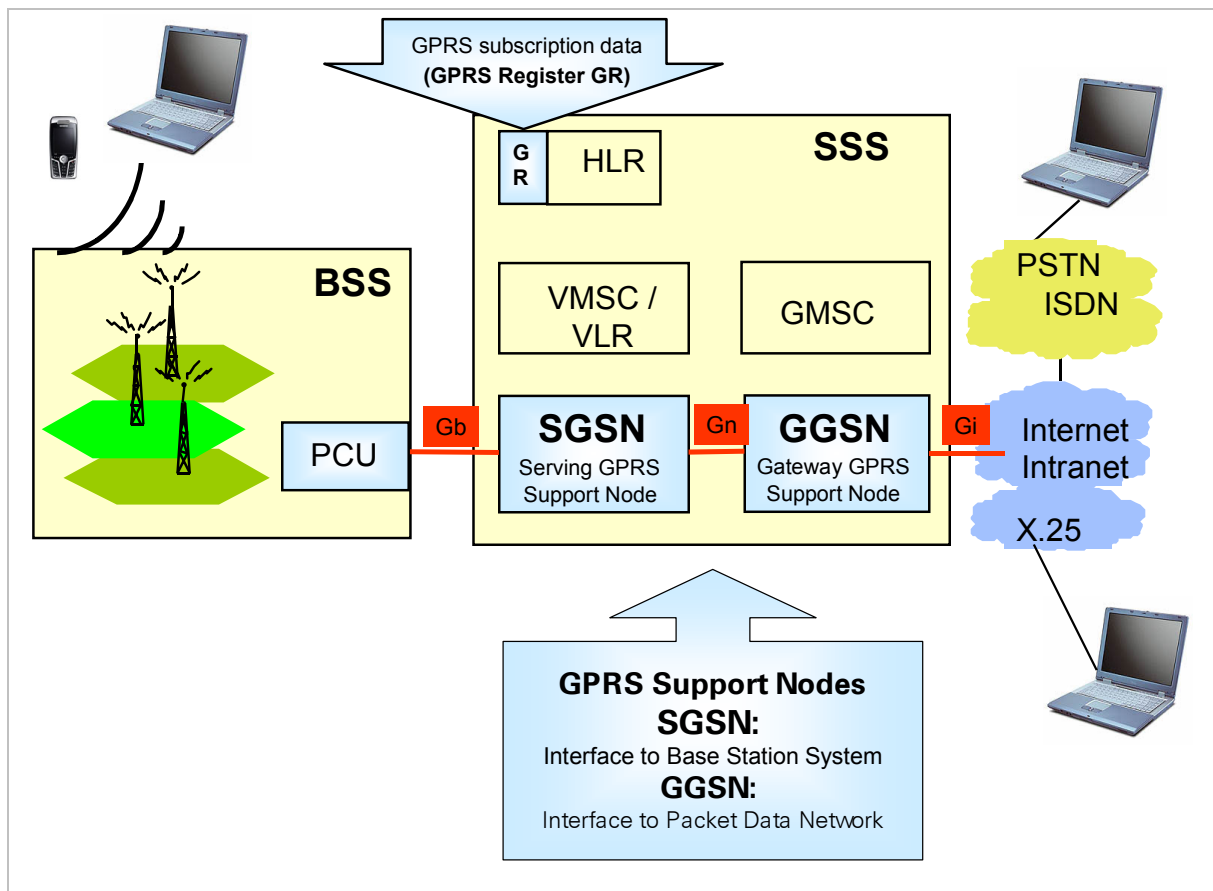 GPRS subscription data
(GPRS Register GR)
G
R
HLR
SSS
BSS
VMSC /
VLR
GMSC
PSTN
ISDN
PCU
Gb
SGSN
Serving GPRS
Support Node
Gn
GGSN
Gateway GPRS
Support Node
Gi
Internet
Intranet
X.25
GPRS Support Nodes
SGSN:
Interface to Base Station System
GGSN:
Interface to Packet Data Network